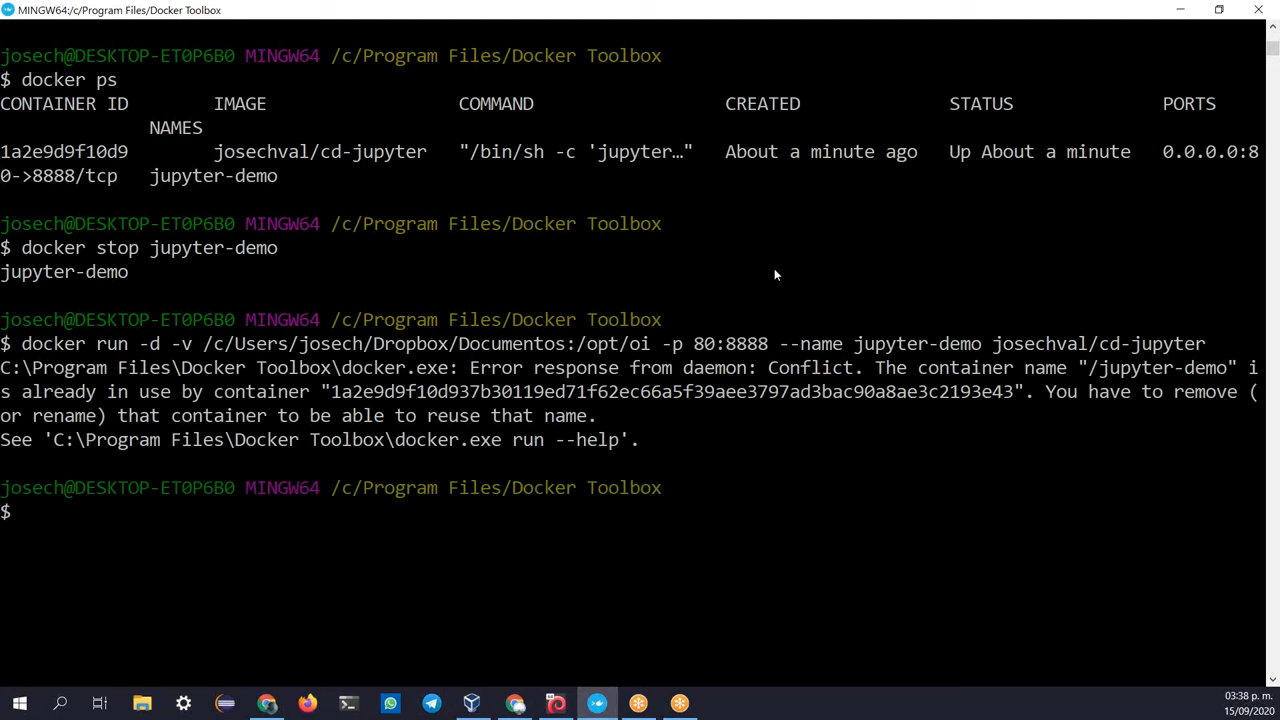 MINGW64:/c/Program Files/Docker Toolbox
josech@DESKTOP-ET0P6B0 MINGW64 /c/Program Files/Docker Toolbox
$ docker ps
CONTAINER ID IMAGE COMMAND CREATED STATUS PORTS
NAMES
1a2e9d9f10d9 josechval/cd-jupyter "/bin/sh -c 'jupyter…" About a minute ago Up About a minute 0.0.0.0:8
0->8888/tcp jupyter-demo
josech@DESKTOP-ET0P6B0 MINGW64 /c/Program Files/Docker Toolbox
$ docker stop jupyter-demo
jupyter-demo
josech@DESKTOP-ET0P6B0 MINGW64 /c/Program Files/Docker Toolbox
$ docker run -d -v /c/Users/josech/Dropbox/Documentos:/opt/oi -p 80:8888 --name jupyter-demo josechval/cd-jupyter
C:\Program Files\Docker Toolbox\docker.exe: Error response from daemon: Conflict. The container name "/jupyter-demo" i
s already in use by container "1a2e9d9f10d937b30119ed71f62ec66a5f39aee3797ad3bac90a8ae3c2193e43". You have to remove (
or rename) that container to be able to reuse that name.
See 'C:\Program Files\Docker Toolbox\docker.exe run --help'.
josech@DESKTOP-ET0P6B0 MINGW64 /c/Program Files/Docker Toolbox
$
03:38 p. m.
15/09/2020